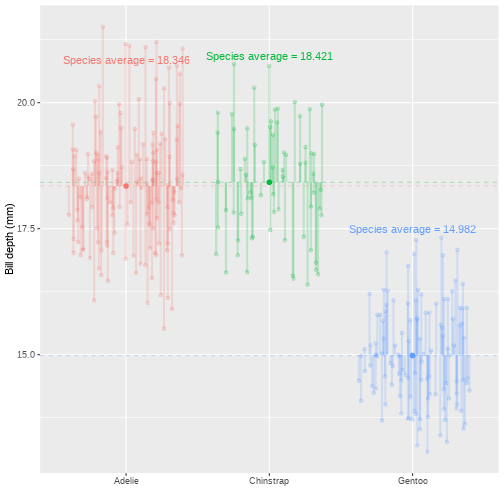 Species average = 18.421
Species average = 18.346
20.0
Species average = 14.982
17.5
15.0
Bill depth (mm)
Adelie
Chinstrap
Gentoo